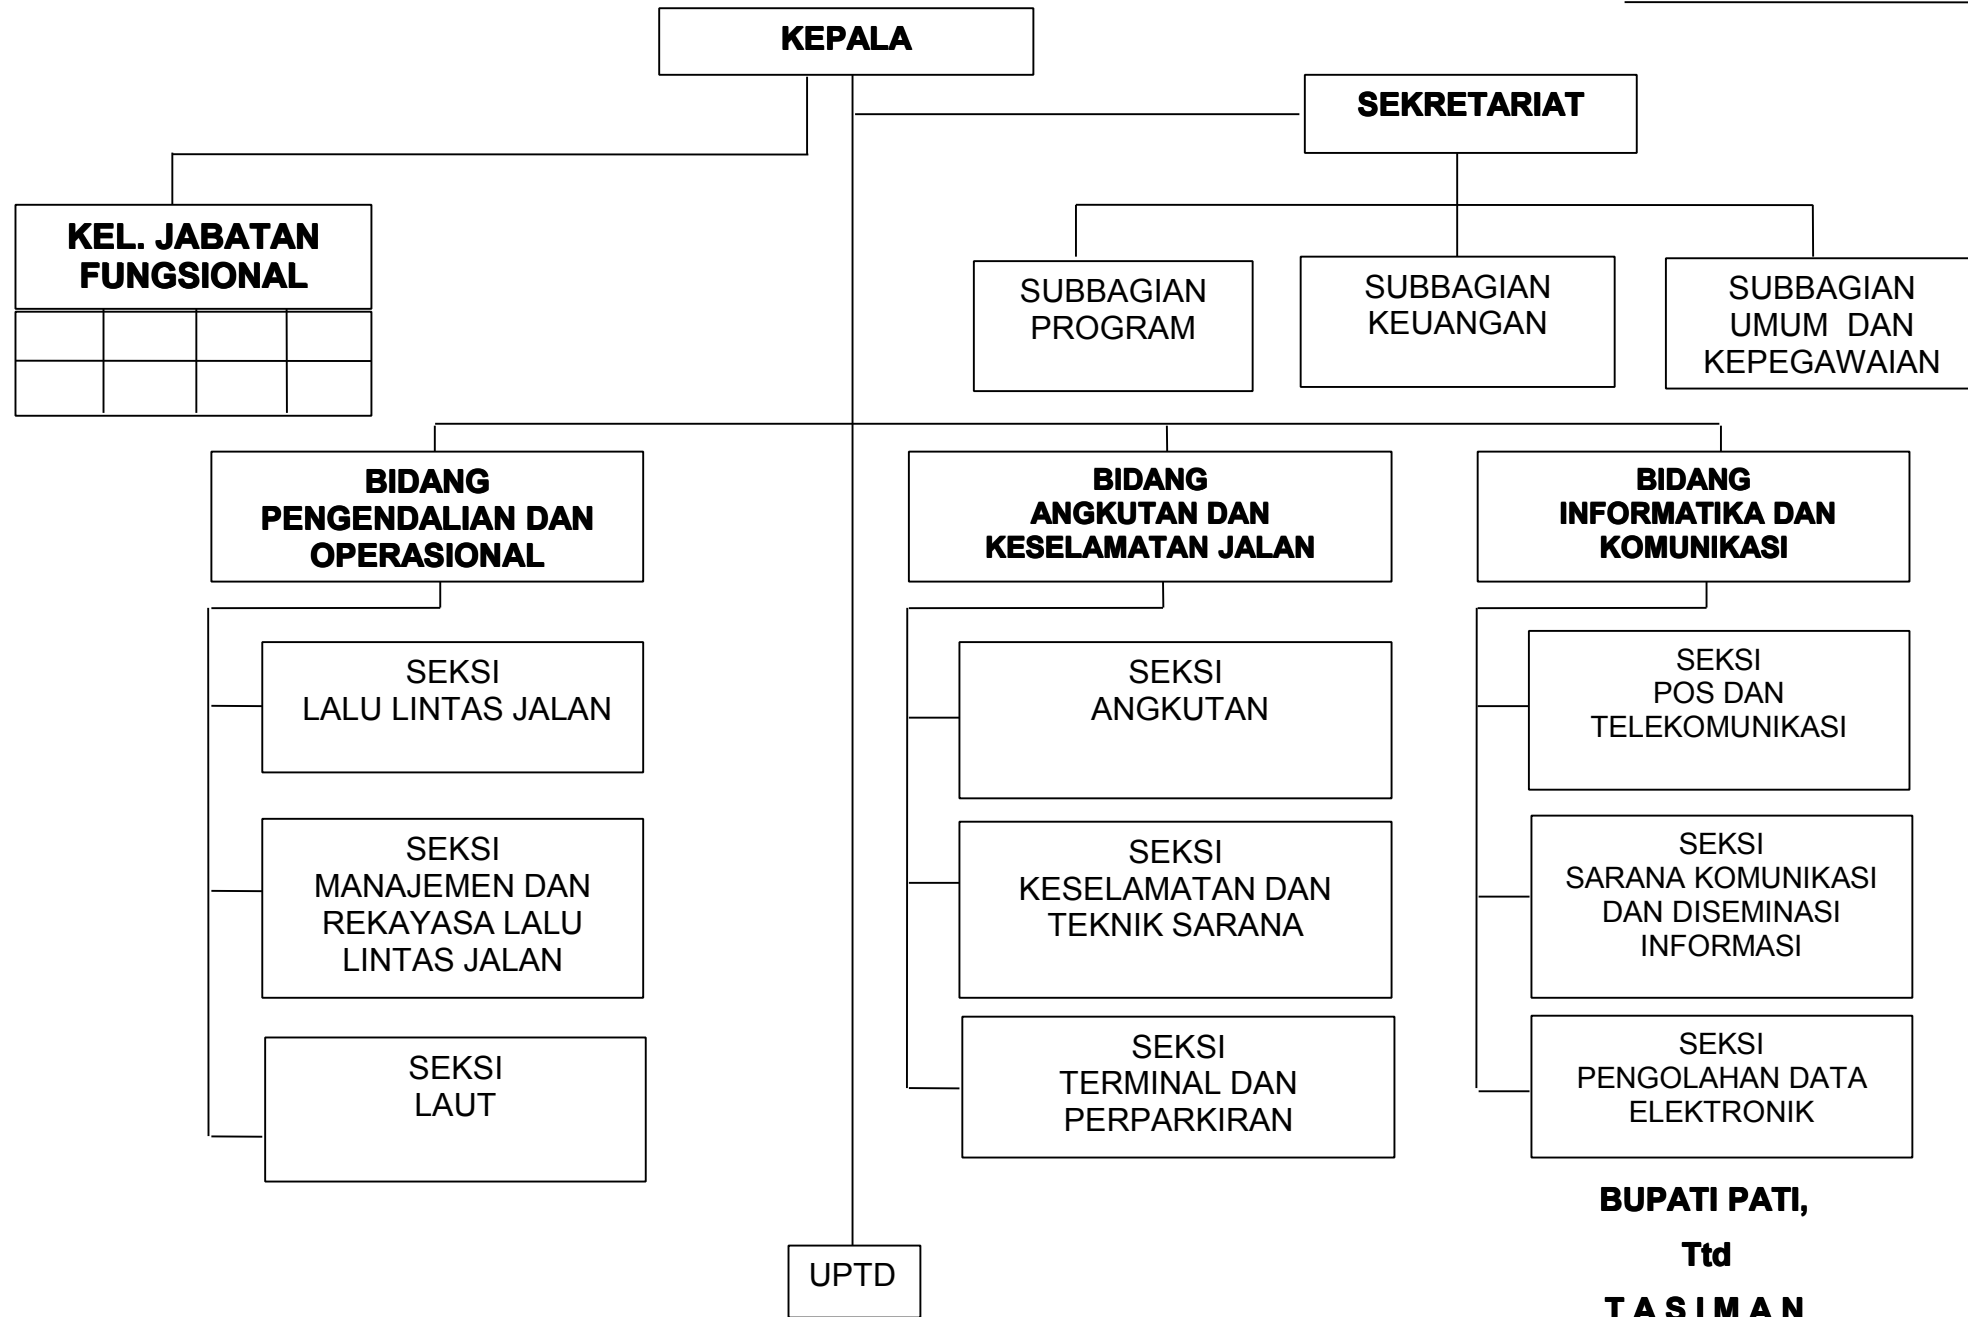 KEPALA
SEKRETARIAT
KEL. JABATAN
FUNGSIONAL
SUBBAGIAN
PROGRAM
SUBBAGIAN
KEUANGAN
SUBBAGIAN
UMUM DAN
KEPEGAWAIAN
BIDANG
PENGENDALIAN DAN
OPERASIONAL
BIDANG
ANGKUTAN DAN
KESELAMATAN JALAN
BIDANG
INFORMATIKA DAN
KOMUNIKASI
SEKSI
LALU LINTAS JALAN
SEKSI
ANGKUTAN
SEKSI
POS DAN
TELEKOMUNIKASI
SEKSI
MANAJEMEN DAN
REKAYASA LALU
LINTAS JALAN
SEKSI
KESELAMATAN DAN
TEKNIK SARANA
SEKSI
SARANA KOMUNIKASI
DAN DISEMINASI
INFORMASI
SEKSI
LAUT
SEKSI
TERMINAL DAN
PERPARKIRAN
SEKSI
PENGOLAHAN DATA
ELEKTRONIK
UPTD
BUPATI PATI,
Ttd
T A S I M A N